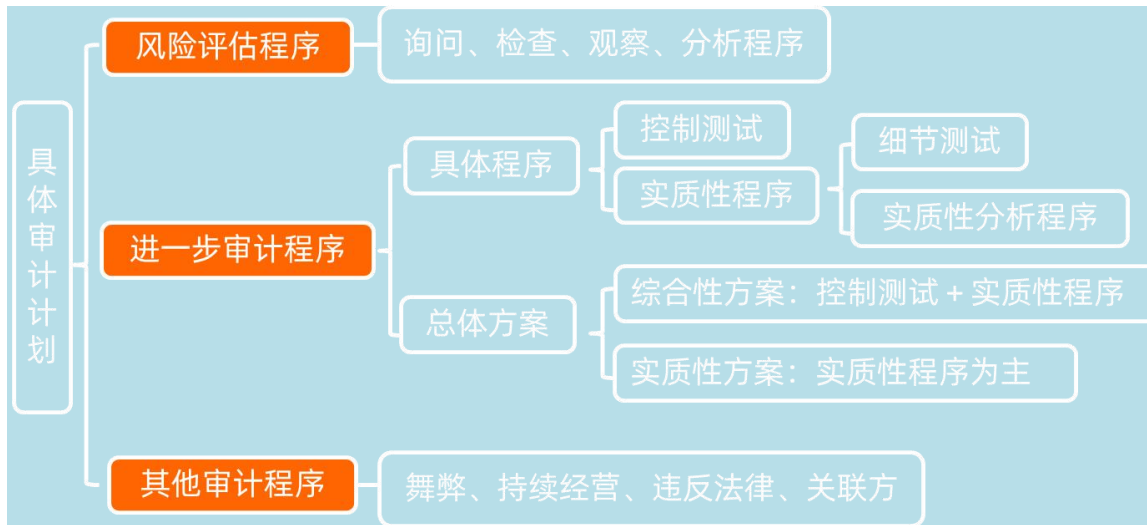 具体审计计划
风险评估程序
询问、检查、观察、分析程序
进一步审计程序
具体程序
控制测试
实质性程序
细节测试
实质性分析程序
总体方案
综合性方案：控制测试+实质性程序
实质性方案：实质性程序为主
其他审计程序
舞弊、持续经营、违反法律、关联方